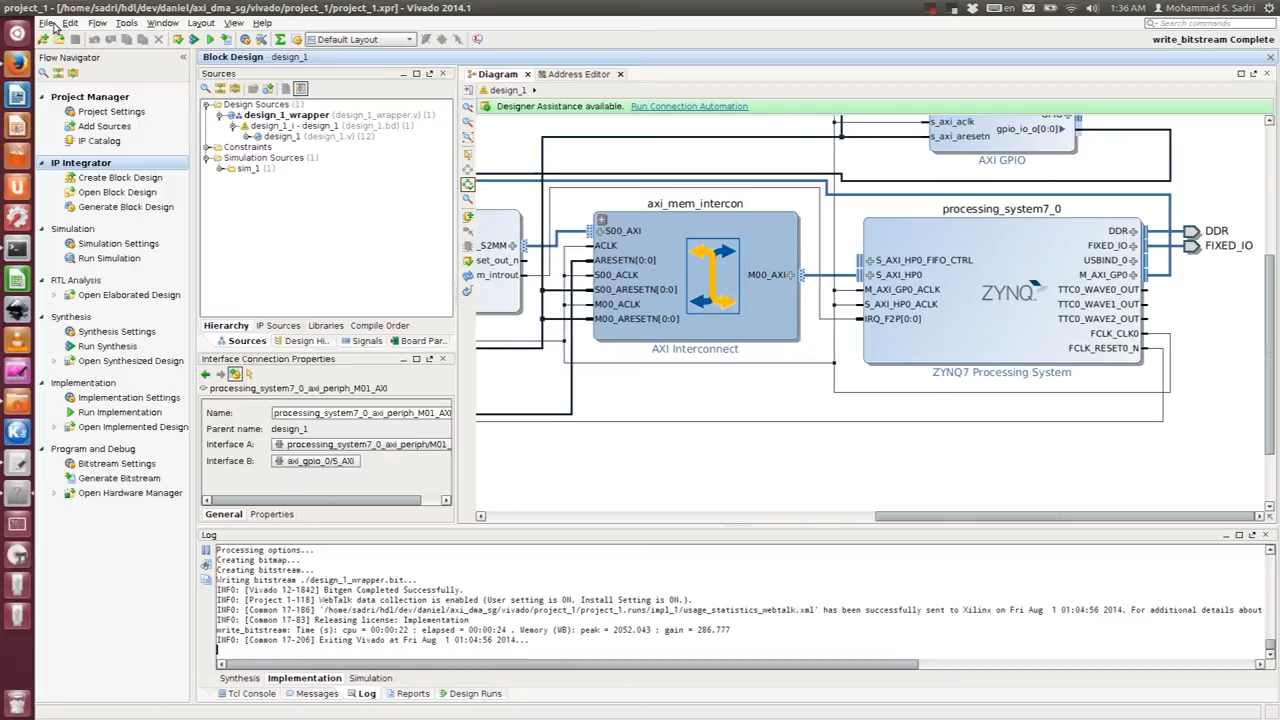 project_1 - [/home/sadri/hdl/dev/daniel/axi_dma_sg/vivado/project_1/project_1.xpr] - Vivado 2014.1
en
1:36 AM
Mohammad S. Sadri
File Edit Flow Tools Window Layout View Help
Search commands
Default Layout
write_bitstream Complete
Flow Navigator
Project Manager
Project Settings
Add Sources
IP Catalog
IP Integrator
Create Block Design
Open Block Design
Generate Block Design
Simulation
Simulation Settings
Run Simulation
RTL Analysis
Open Elaborated Design
Synthesis
Synthesis Settings
Run Synthesis
Open Synthesized Design
Implementation
Implementation Settings
Run Implementation
Open Implemented Design
Program and Debug
Bitstream Settings
Generate Bitstream
Open Hardware Manager
Block Design - design_1
Sources
Design Sources (1)
design_1_wrapper (design_1_wrapper.v) (1)
design_1_i - design_1 (design_1.bd) (1)
design_1 (design_1.v) (12)
Constraints
Simulation Sources (1)
sim_1 (1)
Hierarchy IP Sources Libraries Compile Order
Sources Design Hi... Signals Board Par...
Interface Connection Properties
processing_system7_0_axi_periph_M01_AXI
Name: processing_system7_0_axi_periph_M01_AXI
Parent name: design_1
Interface A: processing_system7_0_axi_periph/M01_
Interface B: axi_gpio_0/S_AXI
General Properties
Diagram Address Editor
design_1
Designer Assistance available. Run Connection Automation
s_axi_aclk
s_axi_aresetn
gpio_io_o[0:0]
AXI GPIO
_S2MM
set_out_n
m_introut
axi_mem_intercon
S00_AXI
ACLK
ARESETN[0:0]
S00_ACLK
S00_ARESETN[0:0]
M00_ACLK
M00_ARESETN[0:0]
M00_AXI
AXI Interconnect
processing_system7_0
S_AXI_HP0_FIFO_CTRL
S_AXI_HP0
M_AXI_GP0_ACLK
S_AXI_HP0_ACLK
IRQ_F2P[0:0]
ZYNQ
DDR
FIXED_IO
USBIND_0
M_AXI_GP0
TTC0_WAVE0_OUT
TTC0_WAVE1_OUT
TTC0_WAVE2_OUT
FCLK_CLK0
FCLK_RESET0_N
ZYNQ7 Processing System
DDR
FIXED_IO
Log
Processing options...
Creating bitmap...
Creating bitstream...
Writing bitstream ./design_1_wrapper.bit...
INFO: [Vivado 12-1842] Bitgen Completed Successfully.
INFO: [Project 1-118] WebTalk data collection is enabled (User setting is ON. Install Setting is ON.).
INFO: [Common 17-186] '/home/sadri/hdl/dev/daniel/axi_dma_sg/vivado/project_1/project_1.runs/impl_1/usage_statistics_webtalk.xml' has been successfully sent to Xilinx on Fri Aug  1 01:04:56 2014. For additional details about
INFO: [Common 17-83] Releasing license: Implementation
write_bitstream: Time (s): cpu = 00:00:22 ; elapsed = 00:00:24 . Memory (MB): peak = 2052.043 ; gain = 286.777
INFO: [Common 17-206] Exiting Vivado at Fri Aug  1 01:04:56 2014...
Synthesis Implementation Simulation
Tcl Console Messages Log Reports Design Runs